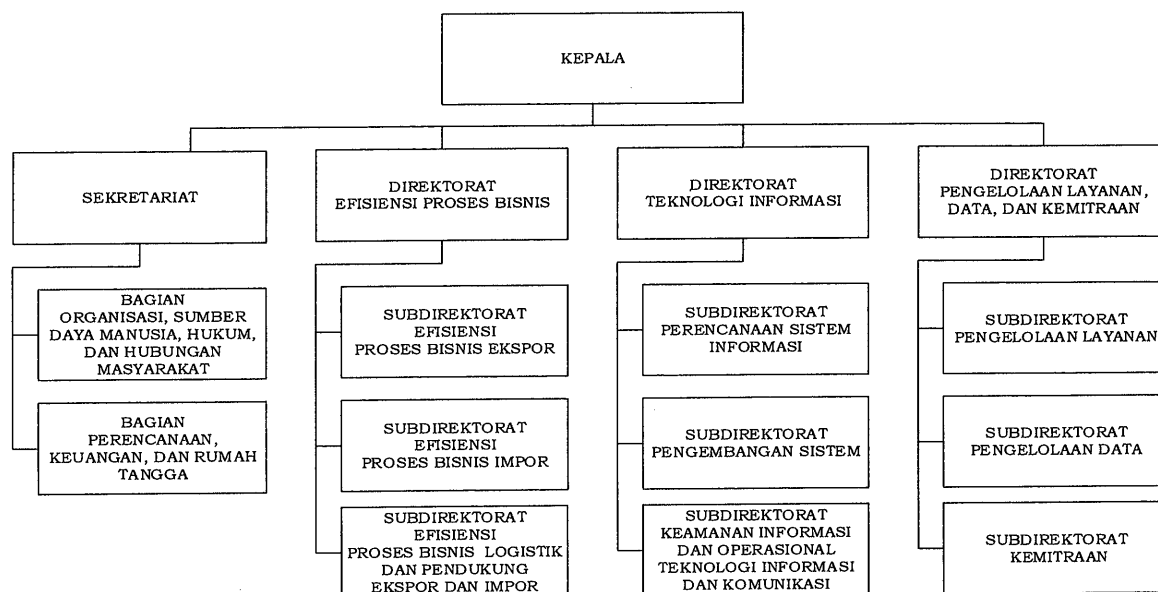 KEPALA
SEKRETARIAT
DIREKTORAT
EFISIENSI PROSES BISNIS
DIREKTORAT
TEKNOLOGI INFORMASI
DIREKTORAT
PENGELOLAAN LAYANAN,
DATA, DAN KEMITRAAN
BAGIAN
ORGANISASI, SUMBER
DAYA MANUSIA, HUKUM,
DAN HUBUNGAN
MASYARAKAT
BAGIAN
PERENCANAAN,
KEUANGAN, DAN RUMAH
TANGGA
SUBDIREKTORAT
EFISIENSI
PROSES BISNIS EKSPOR
SUBDIREKTORAT
EFISIENSI
PROSES BISNIS IMPOR
SUBDIREKTORAT
EFISIENSI
PROSES BISNIS LOGISTIK
DAN PENDUKUNG
EKSPOR DAN IMPOR
SUBDIREKTORAT
PERENCANAAN SISTEM
INFORMASI
SUBDIREKTORAT
PENGEMBANGAN SISTEM
SUBDIREKTORAT
KEAMANAN INFORMASI
DAN OPERASIONAL
TEKNOLOGI INFORMASI
DAN KOMUNIKASI
SUBDIREKTORAT
PENGELOLAAN LAYANAN
SUBDIREKTORAT
PENGELOLAAN DATA
SUBDIREKTORAT
KEMITRAAN